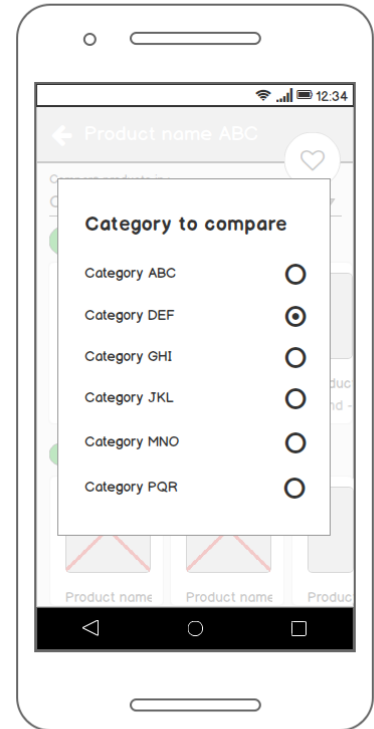 12:34
Product name ABC
Category to compare
Category ABC
Category DEF
Category GHI
Category JKL
Category MNO
Category PQR
Product name
Product name